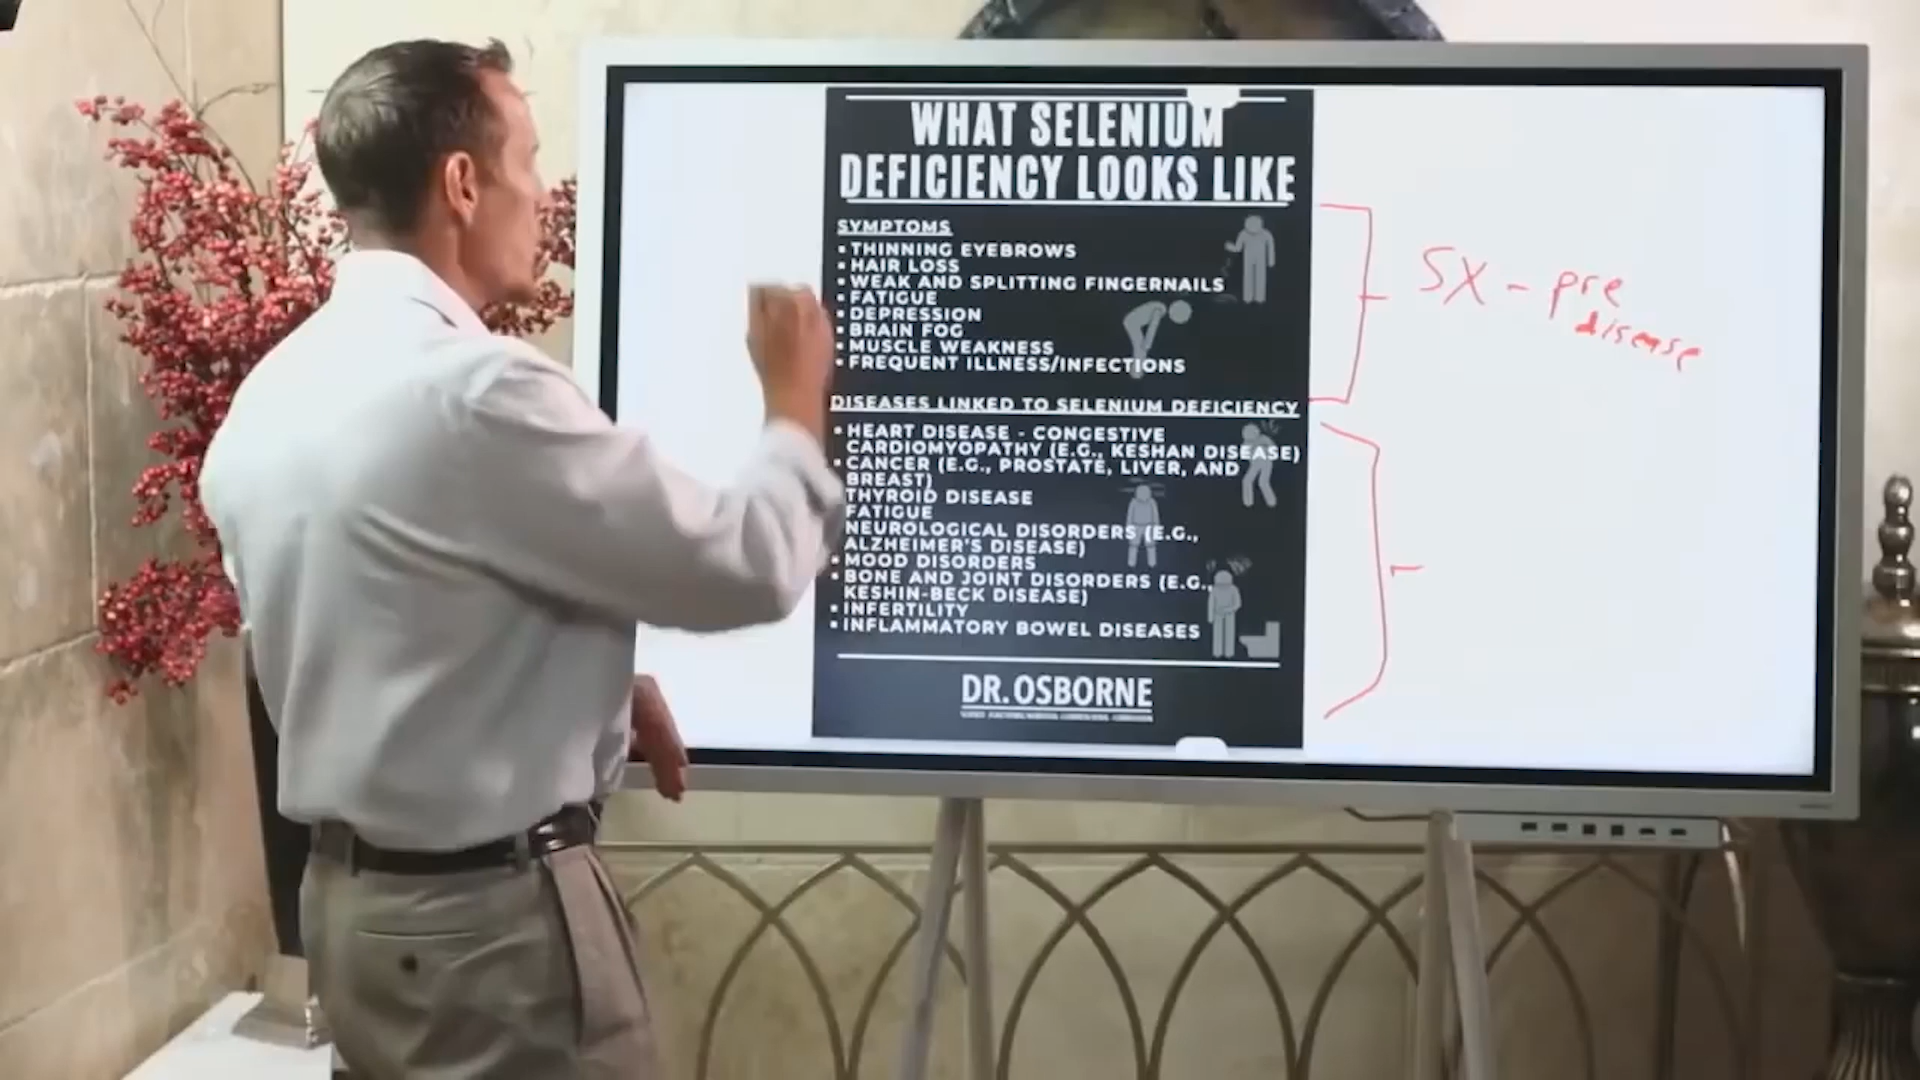 WHAT SELENIUM
DEFICIENCY LOOKS LIKE
SYMPTOMS
▪ THINNING EYEBROWS
▪ HAIR LOSS
▪ WEAK AND SPLITTING FINGERNAILS
▪ FATIGUE
▪ DEPRESSION
▪ BRAIN FOG
▪ MUSCLE WEAKNESS
▪ FREQUENT ILLNESS/INFECTIONS
SX - pre
disease
DISEASES LINKED TO SELENIUM DEFICIENCY
▪ HEART DISEASE - CONGESTIVE
CARDIOMYOPATHY (E.G., KESHAN DISEASE)
▪ CANCER (E.G., PROSTATE, LIVER, AND
BREAST)
THYROID DISEASE
FATIGUE
NEUROLOGICAL DISORDERS (E.G.,
ALZHEIMER'S DISEASE)
▪ MOOD DISORDERS
▪ BONE AND JOINT DISORDERS (E.G.,
KESHIN-BECK DISEASE)
▪ INFERTILITY
▪ INFLAMMATORY BOWEL DISEASES
DR. OSBORNE